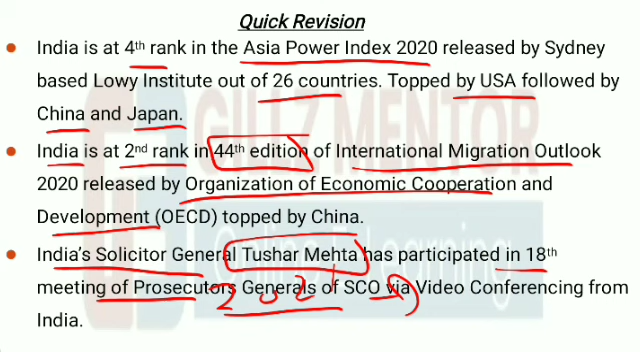 Quick Revision
• India is at 4th rank in the Asia Power Index 2020 released by Sydney
based Lowy Institute out of 26 countries. Topped by USA followed by
China and Japan.
• India is at 2nd rank in 44th edition of International Migration Outlook
2020 released by Organization of Economic Cooperation and
Development (OECD) topped by China.
• India's Solicitor General Tushar Mehta has participated in 18th
meeting of Prosecutors Generals of SCO via Video Conferencing from
India.